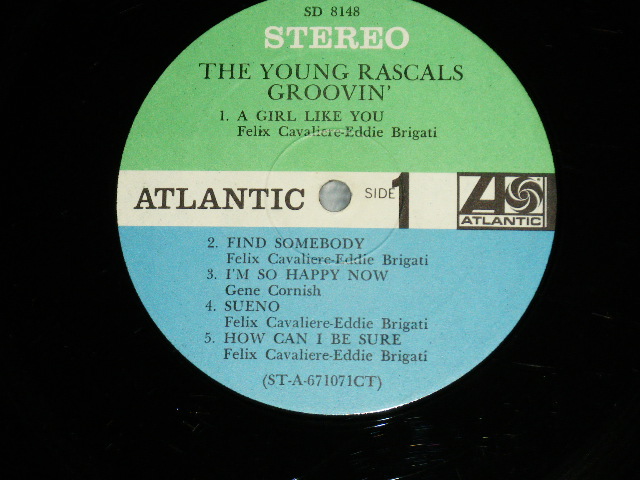 SD 8148
STEREO
THE YOUNG RASCALS
GROOVIN'
1. A GIRL LIKE YOU
Felix Cavaliere-Eddie Brigati
ATLANTIC
SIDE 1
ATLANTIC
2. FIND SOMEBODY
Felix Cavaliere-Eddie Brigati
3. I'M SO HAPPY NOW
Gene Cornish
4. SUENO
Felix Cavaliere-Eddie Brigati
5. HOW CAN I BE SURE
Felix Cavaliere-Eddie Brigati
(ST-A-671071CT)